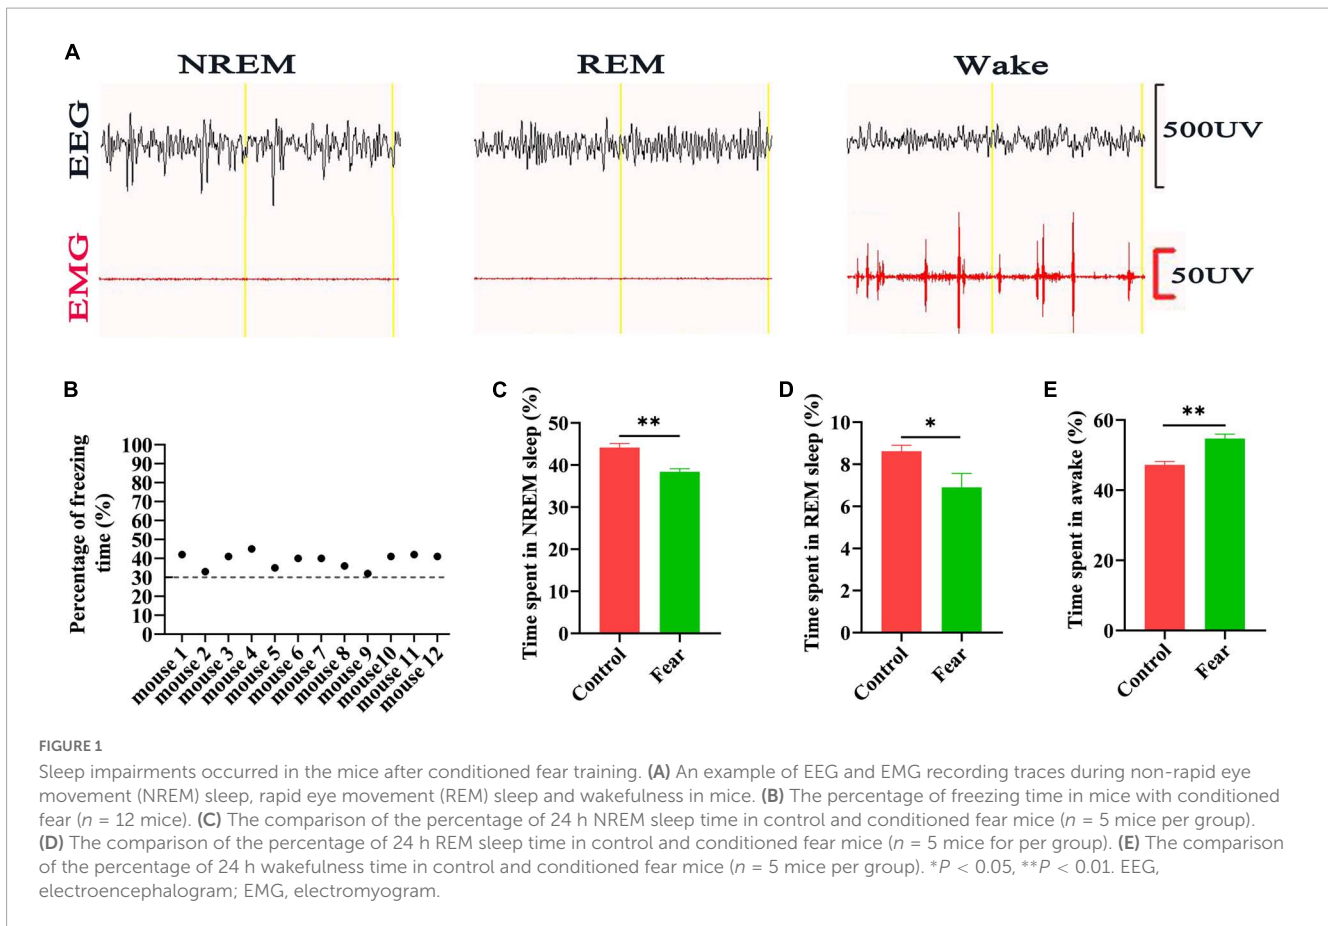 A
NREM
REM
Wake
EEG
500UV
EMG
50UV
B
Percentage of freezing
time (%)
100
90
80
70
60
50
40
30
20
10
0
mouse 1
mouse 2
mouse 3
mouse 4
mouse 5
mouse 6
mouse 7
mouse 8
mouse 9
mouse10
mouse 11
mouse 12
C
Time spent in NREM sleep (%)
50
40
30
20
10
0
**
Control
Fear
D
Time spent in REM sleep (%)
10
8
6
4
2
0
*
Control
Fear
E
Time spent in awake (%)
60
40
20
0
**
Control
Fear
FIGURE 1
Sleep impairments occurred in the mice after conditioned fear training. (A) An example of EEG and EMG recording traces during non-rapid eye
movement (NREM) sleep, rapid eye movement (REM) sleep and wakefulness in mice. (B) The percentage of freezing time in mice with conditioned
fear (n = 12 mice). (C) The comparison of the percentage of 24 h NREM sleep time in control and conditioned fear mice (n = 5 mice per group).
(D) The comparison of the percentage of 24 h REM sleep time in control and conditioned fear mice (n = 5 mice for per group). (E) The comparison
of the percentage of 24 h wakefulness time in control and conditioned fear mice (n = 5 mice per group). *P < 0.05, **P < 0.01. EEG,
electroencephalogram; EMG, electromyogram.